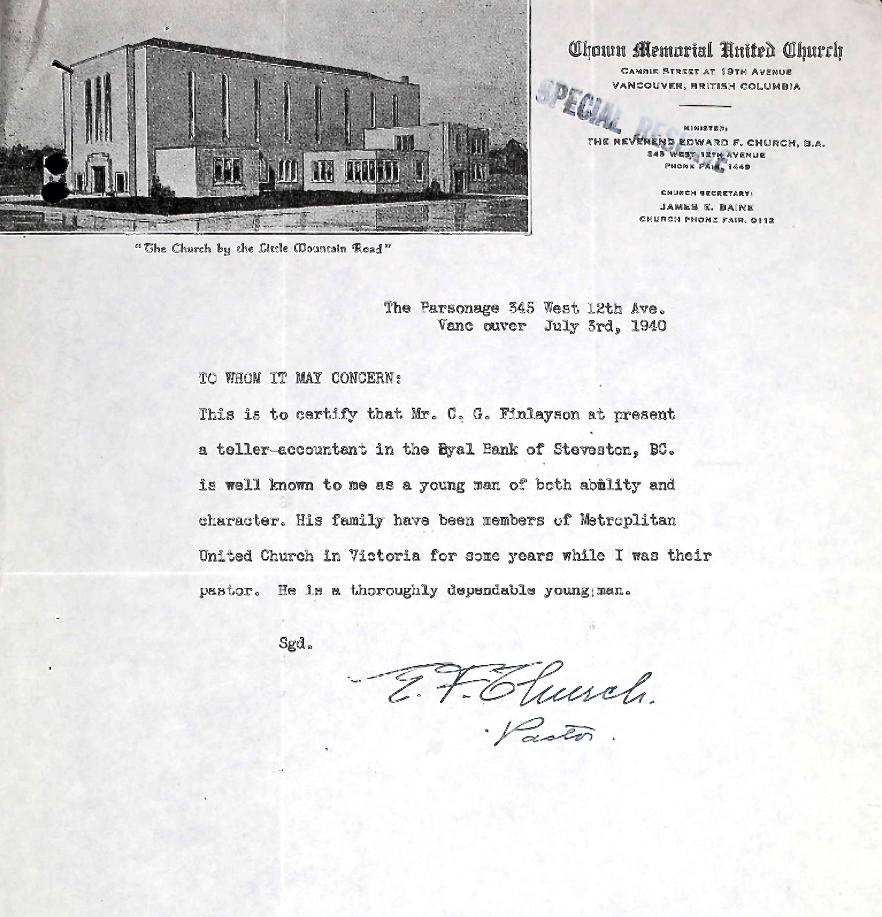 Chown Memorial United Church
CAMBIE STREET AT 19TH AVENUE
VANCOUVER, BRITISH COLUMBIA
SPECIAL RESERVE
MINISTER:
THE REVEREND EDWARD F. CHURCH, B.A.
345 WEST 12TH AVENUE
PHONE FAIR. 1449
CHURCH SECRETARY:
JAMES E. BAINE
CHURCH PHONE FAIR. 0112
"The Church by the Little Mountain Road"
The Parsonage 345 West 12th Ave.
Vanc ouver July 3rd, 1940
TO WHOM IT MAY CONCERN:
This is to certify that Mr. C. G. Finlayson at present
a teller-accountant in the Ryal Bank of Steveston, BC.
is well known to me as a young man of both ability and
character. His family have been members of Metroplitan
United Church in Victoria for some years while I was their
pastor. He is a thoroughly dependable young man.
Sgd.
E. F. Church.
Pastor.